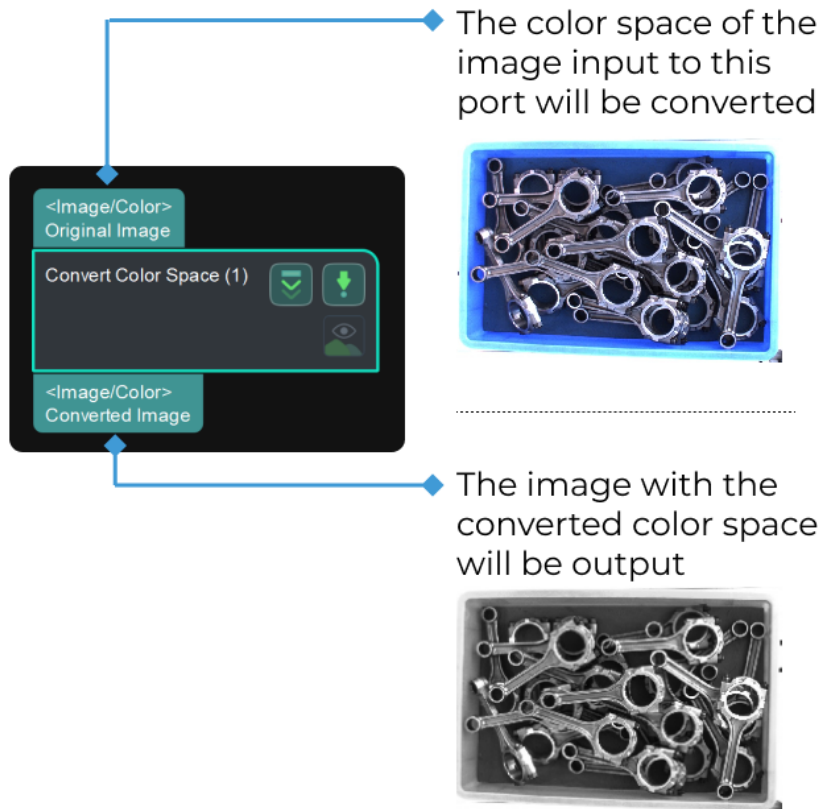 The color space of the
image input to this
port will be converted
<Image/Color>
Original Image
Convert Color Space (1)
<Image/Color>
Converted Image
The image with the
converted color space
will be output